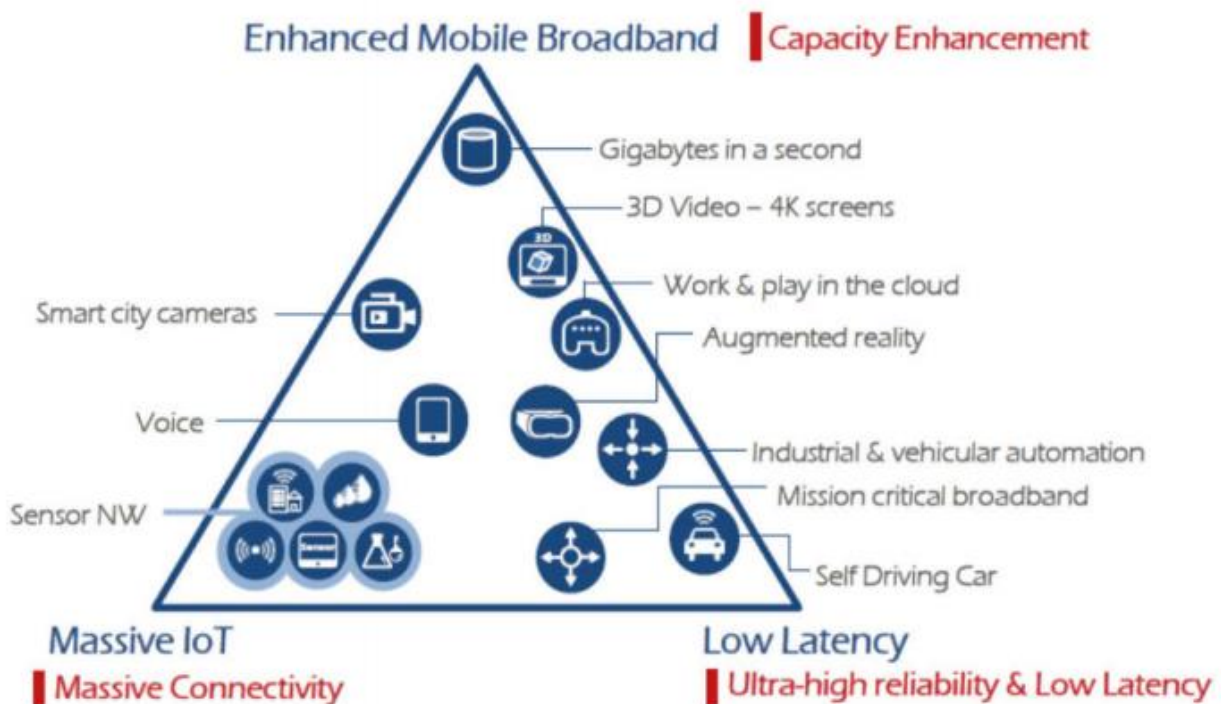 Enhanced Mobile Broadband
Capacity Enhancement
Gigabytes in a second
3D Video – 4K screens
3D
Work & play in the cloud
Smart city cameras
Augmented reality
Voice
Industrial & vehicular automation
Mission critical broadband
Sensor NW
Sensor
Self Driving Car
Massive IoT
Low Latency
Massive Connectivity
Ultra-high reliability & Low Latency